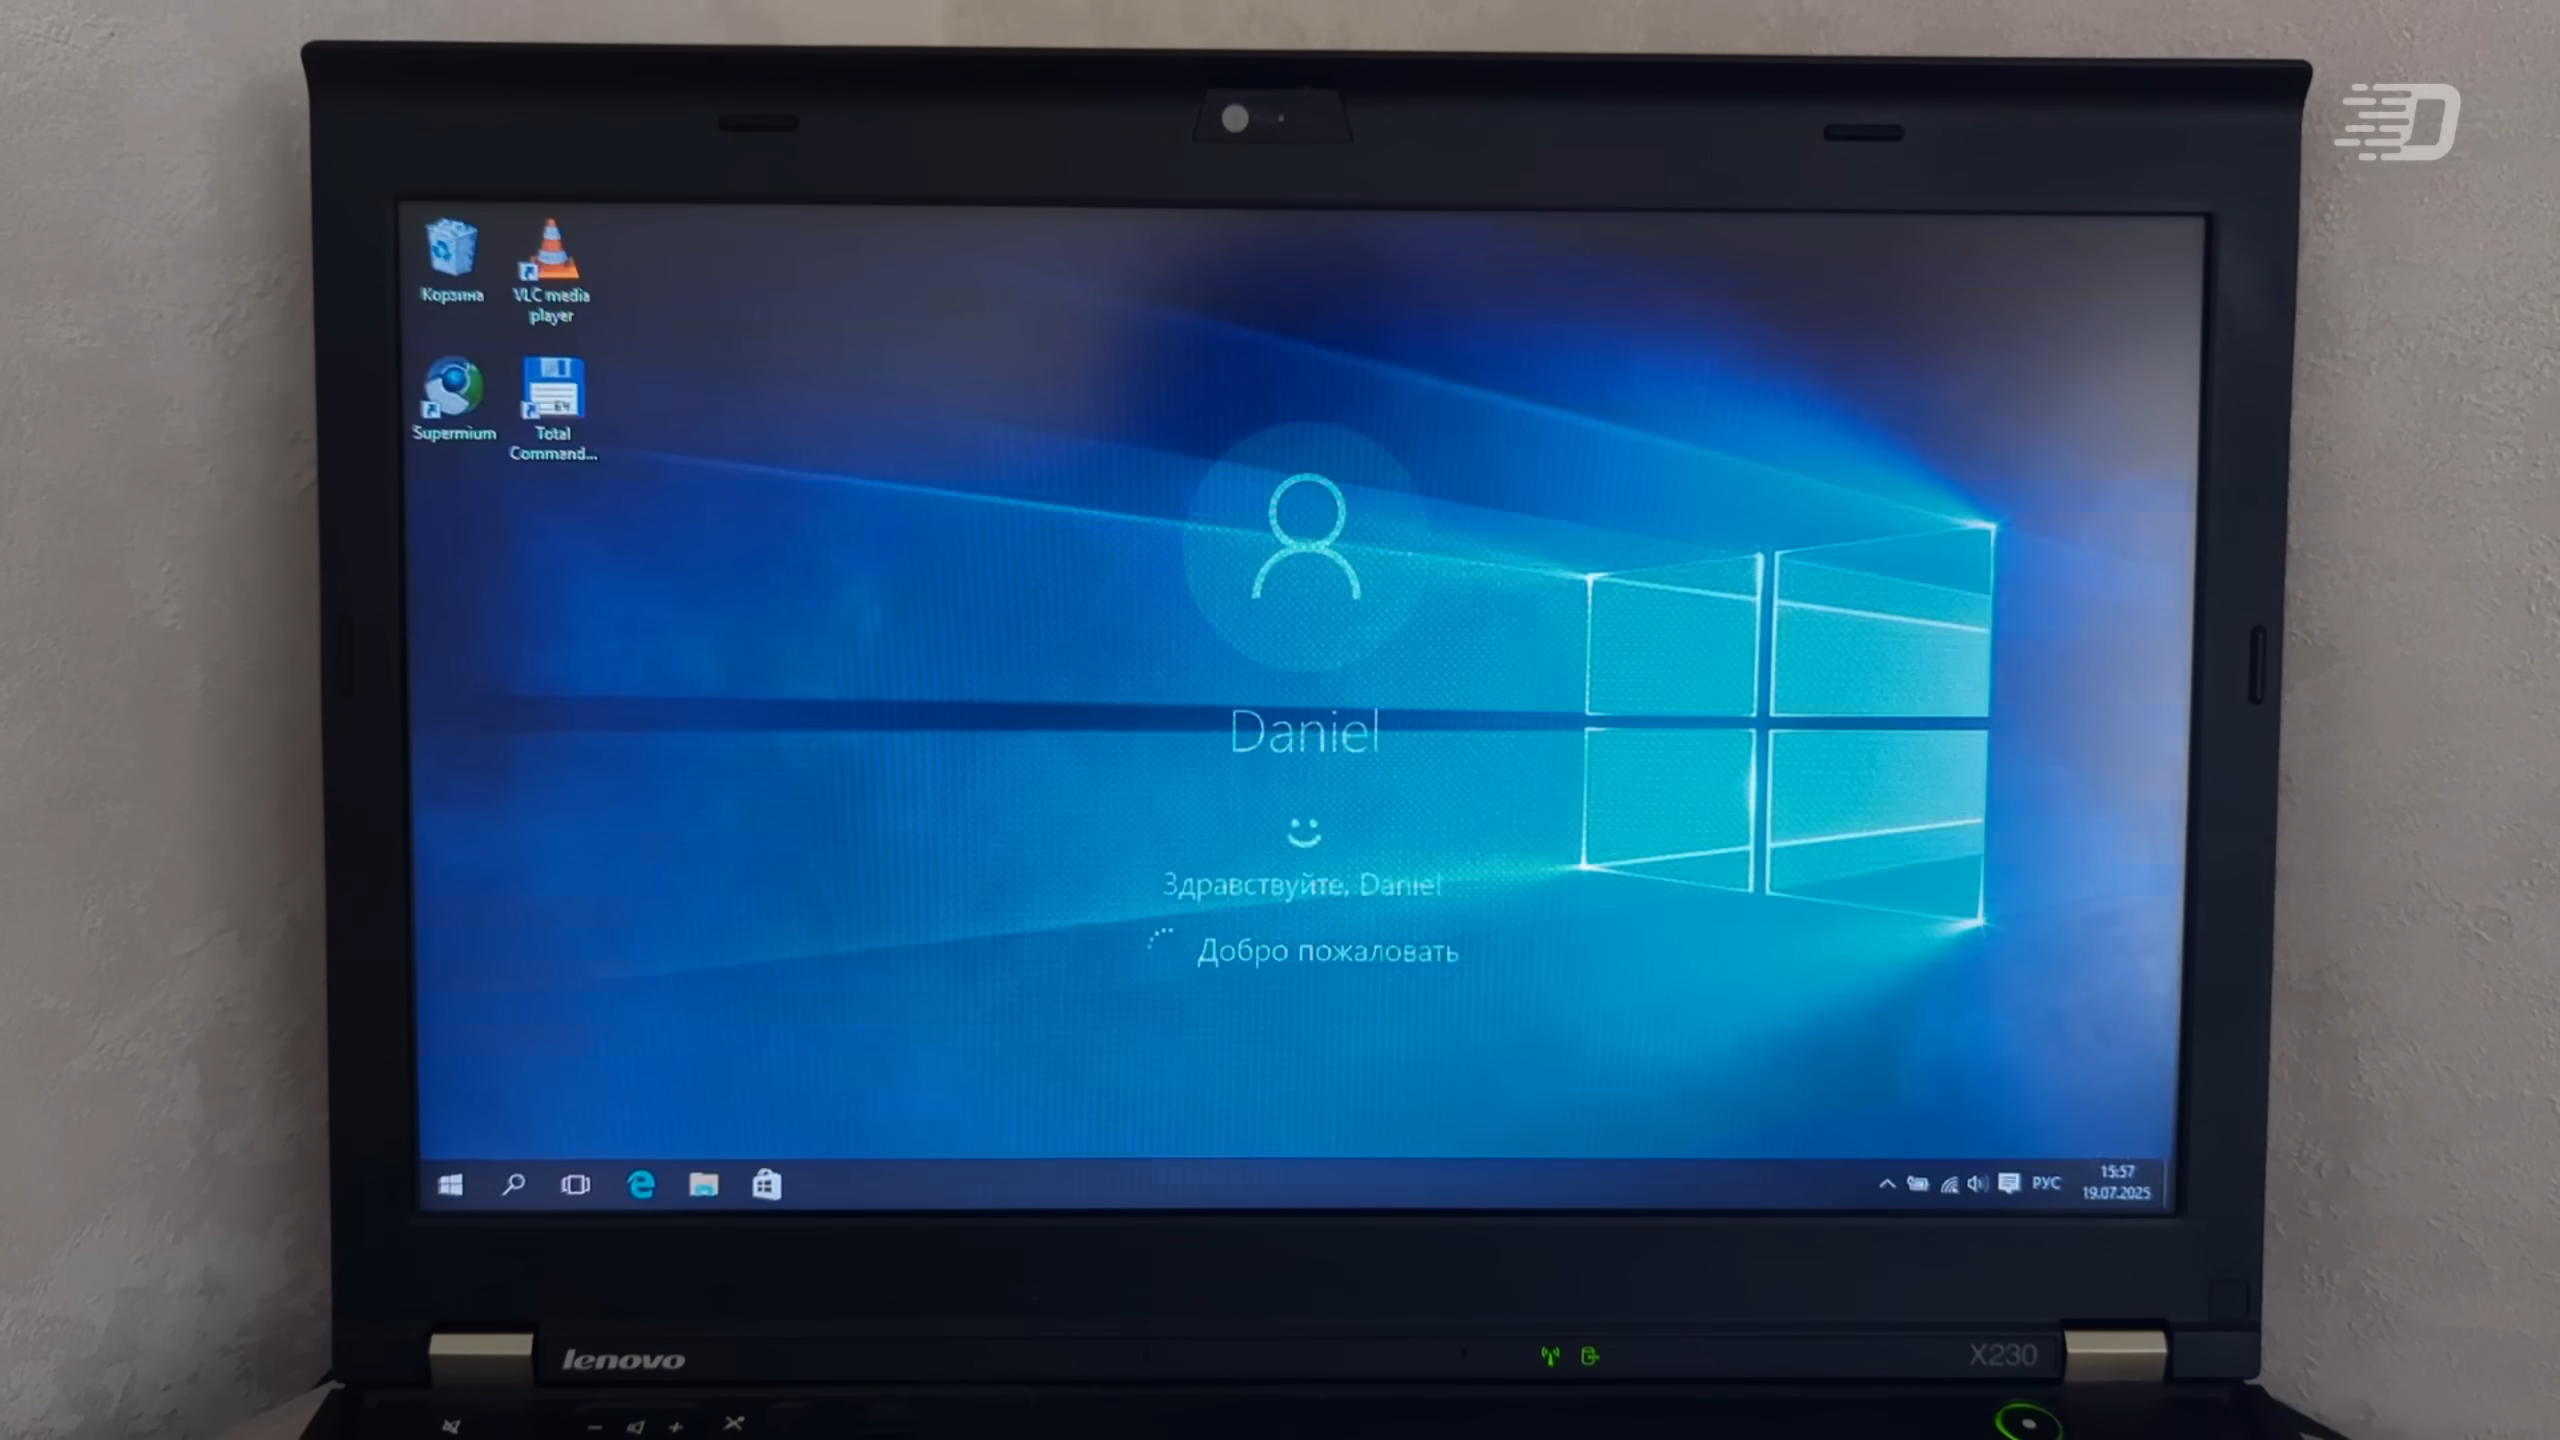 D
Корзина
VLC media
player
Supermium
Total
Command...
64
Daniel
Здравствуйте, Daniel
Добро пожаловать
РУС
15:57
19.07.2025
lenovo
X230